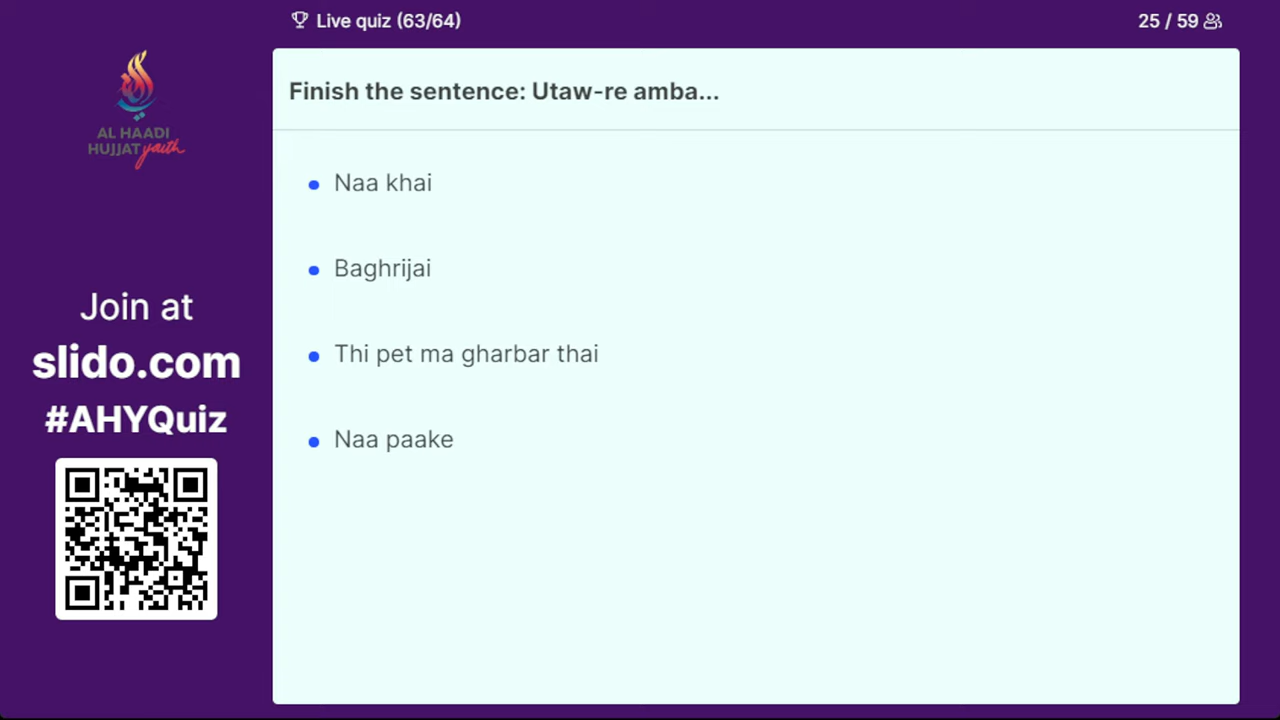 Live quiz (63/64)
25 / 59
AL HAADI
HUJJAT youth
Finish the sentence: Utaw-re amba...
Naa khai
Baghrijai
Thi pet ma gharbar thai
Naa paake
Join at
slido.com
#AHYQuiz